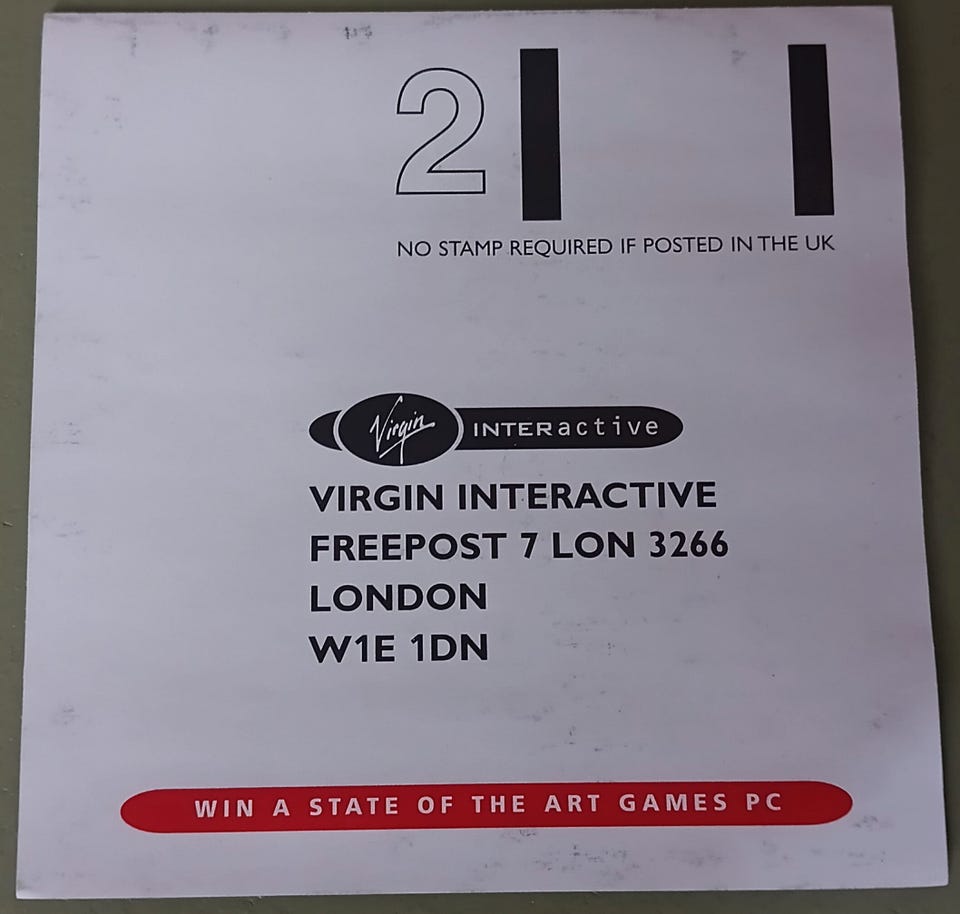 2
NO STAMP REQUIRED IF POSTED IN THE UK
Virgin INTERactive
VIRGIN INTERACTIVE
FREEPOST 7 LON 3266
LONDON
W1E 1DN
WIN A STATE OF THE ART GAMES PC